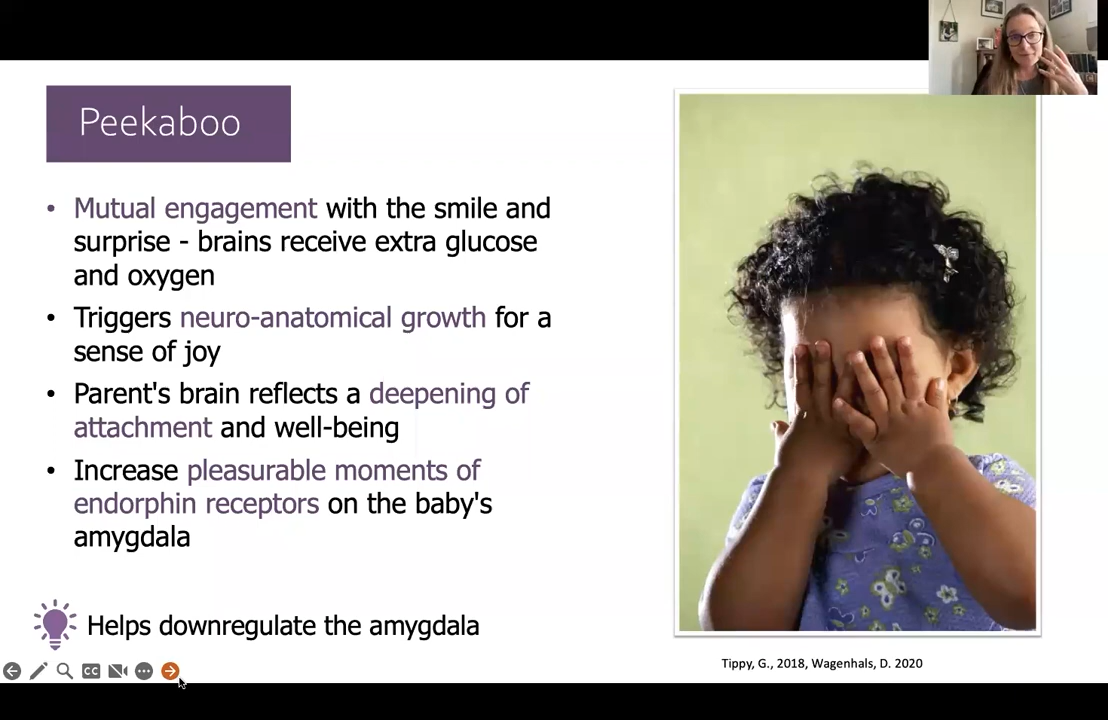 Peekaboo
• Mutual engagement with the smile and
surprise - brains receive extra glucose
and oxygen
• Triggers neuro-anatomical growth for a
sense of joy
• Parent's brain reflects a deepening of
attachment and well-being
• Increase pleasurable moments of
endorphin receptors on the baby's
amygdala
Helps downregulate the amygdala
CC
Tippy, G., 2018, Wagenhals, D. 2020